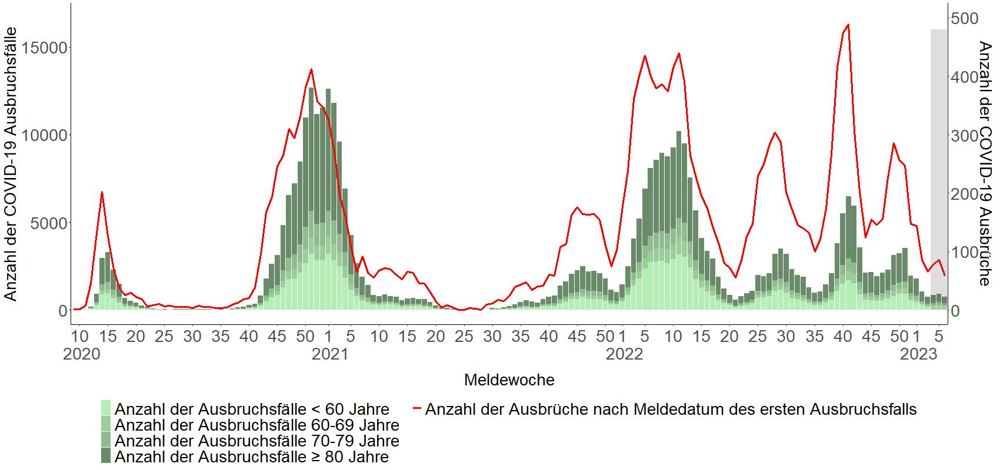 Anzahl der COVID-19 Ausbruchsfälle
15000
10000
5000
0
500
400
300
200
100
0
Anzahl der COVID-19 Ausbrüche
10 15 20 25 30 35 40 45 50 1 5 10 15 20 25 30 35 40 45 50 1 5 10 15 20 25 30 35 40 45 50 1 5
2020 2021 2022 2023
Meldewoche
Anzahl der Ausbruchsfälle < 60 Jahre
Anzahl der Ausbruchsfälle 60-69 Jahre
Anzahl der Ausbruchsfälle 70-79 Jahre
Anzahl der Ausbruchsfälle ≥ 80 Jahre
Anzahl der Ausbrüche nach Meldedatum des ersten Ausbruchsfalls